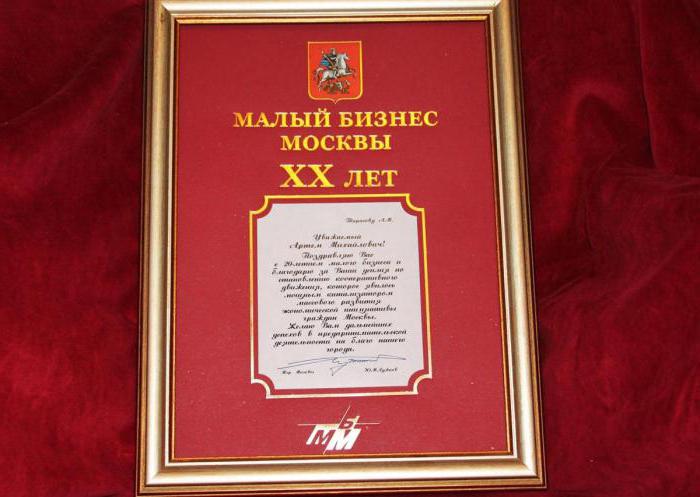 МАЛЫЙ БИЗНЕС
МОСКВЫ
XX ЛЕТ
Тарасову А.М.
Уважаемый
Артем Михайлович!
Поздравляю Вас
с 20-летием малого бизнеса и
благодарю за Ваши усилия по
становлению кооперативного
движения, которое явилось
мощным катализатором
массового развития
экономической инициативы
граждан Москвы.
Желаю Вам дальнейших
успехов в предпринимательской
деятельности на благо нашего
города.
Мэр Москвы Ю.М.Лужков
МБМ